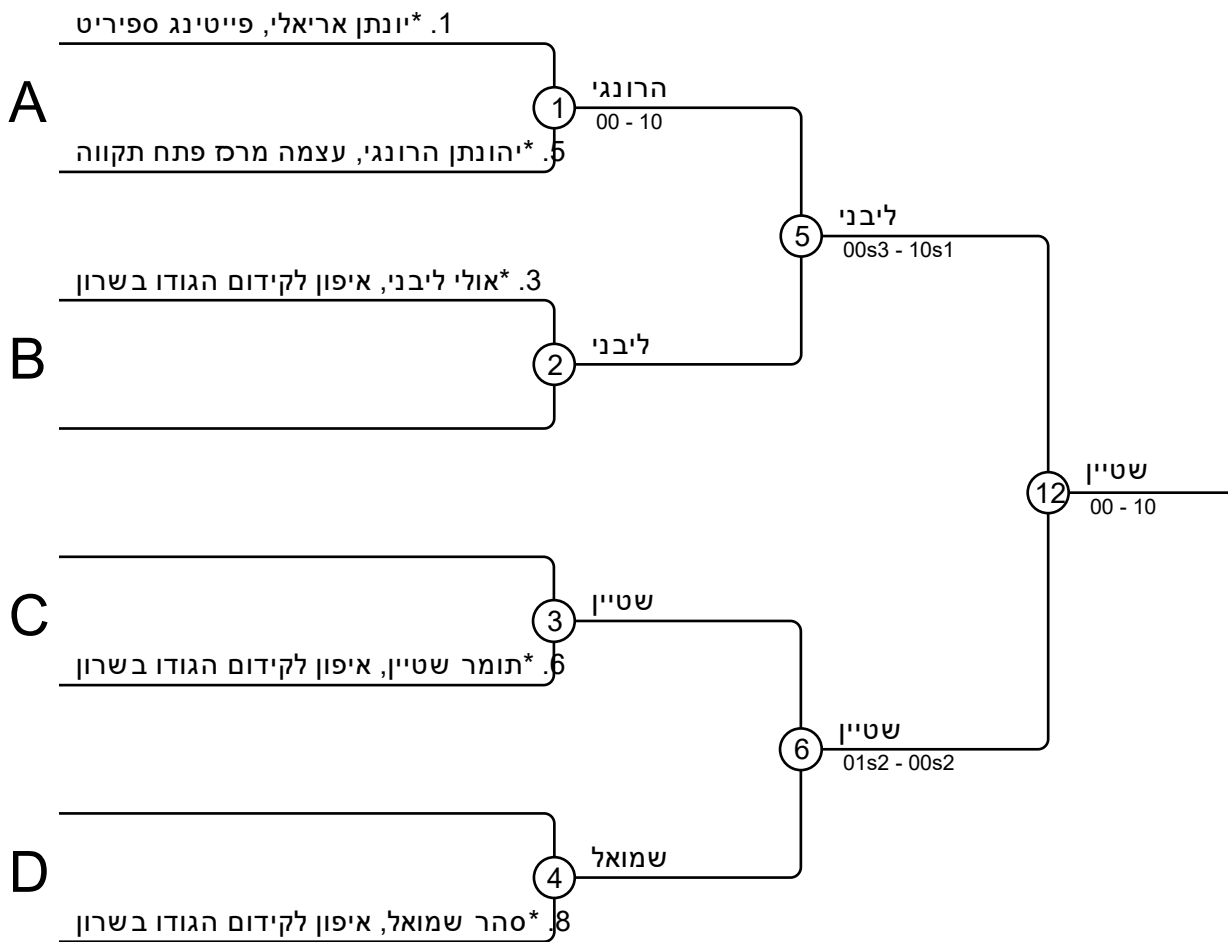 1. *יונתן אריאלי, פייטינג ספיריט
A
1
הרונגי
00 - 10
5. *יהונתן הרונגי, עצמה מרכז פתח תקווה
ליבני
5
00s3 - 10s1
3. *אולי ליבני, איפון לקידום הגודו בשרון
B
2
ליבני
שטיין
12
00 - 10
C
3
שטיין
6. *תומר שטיין, איפון לקידום הגודו בשרון
שטיין
6
01s2 - 00s2
D
4
שמואל
8. *סהר שמואל, איפון לקידום הגודו בשרון